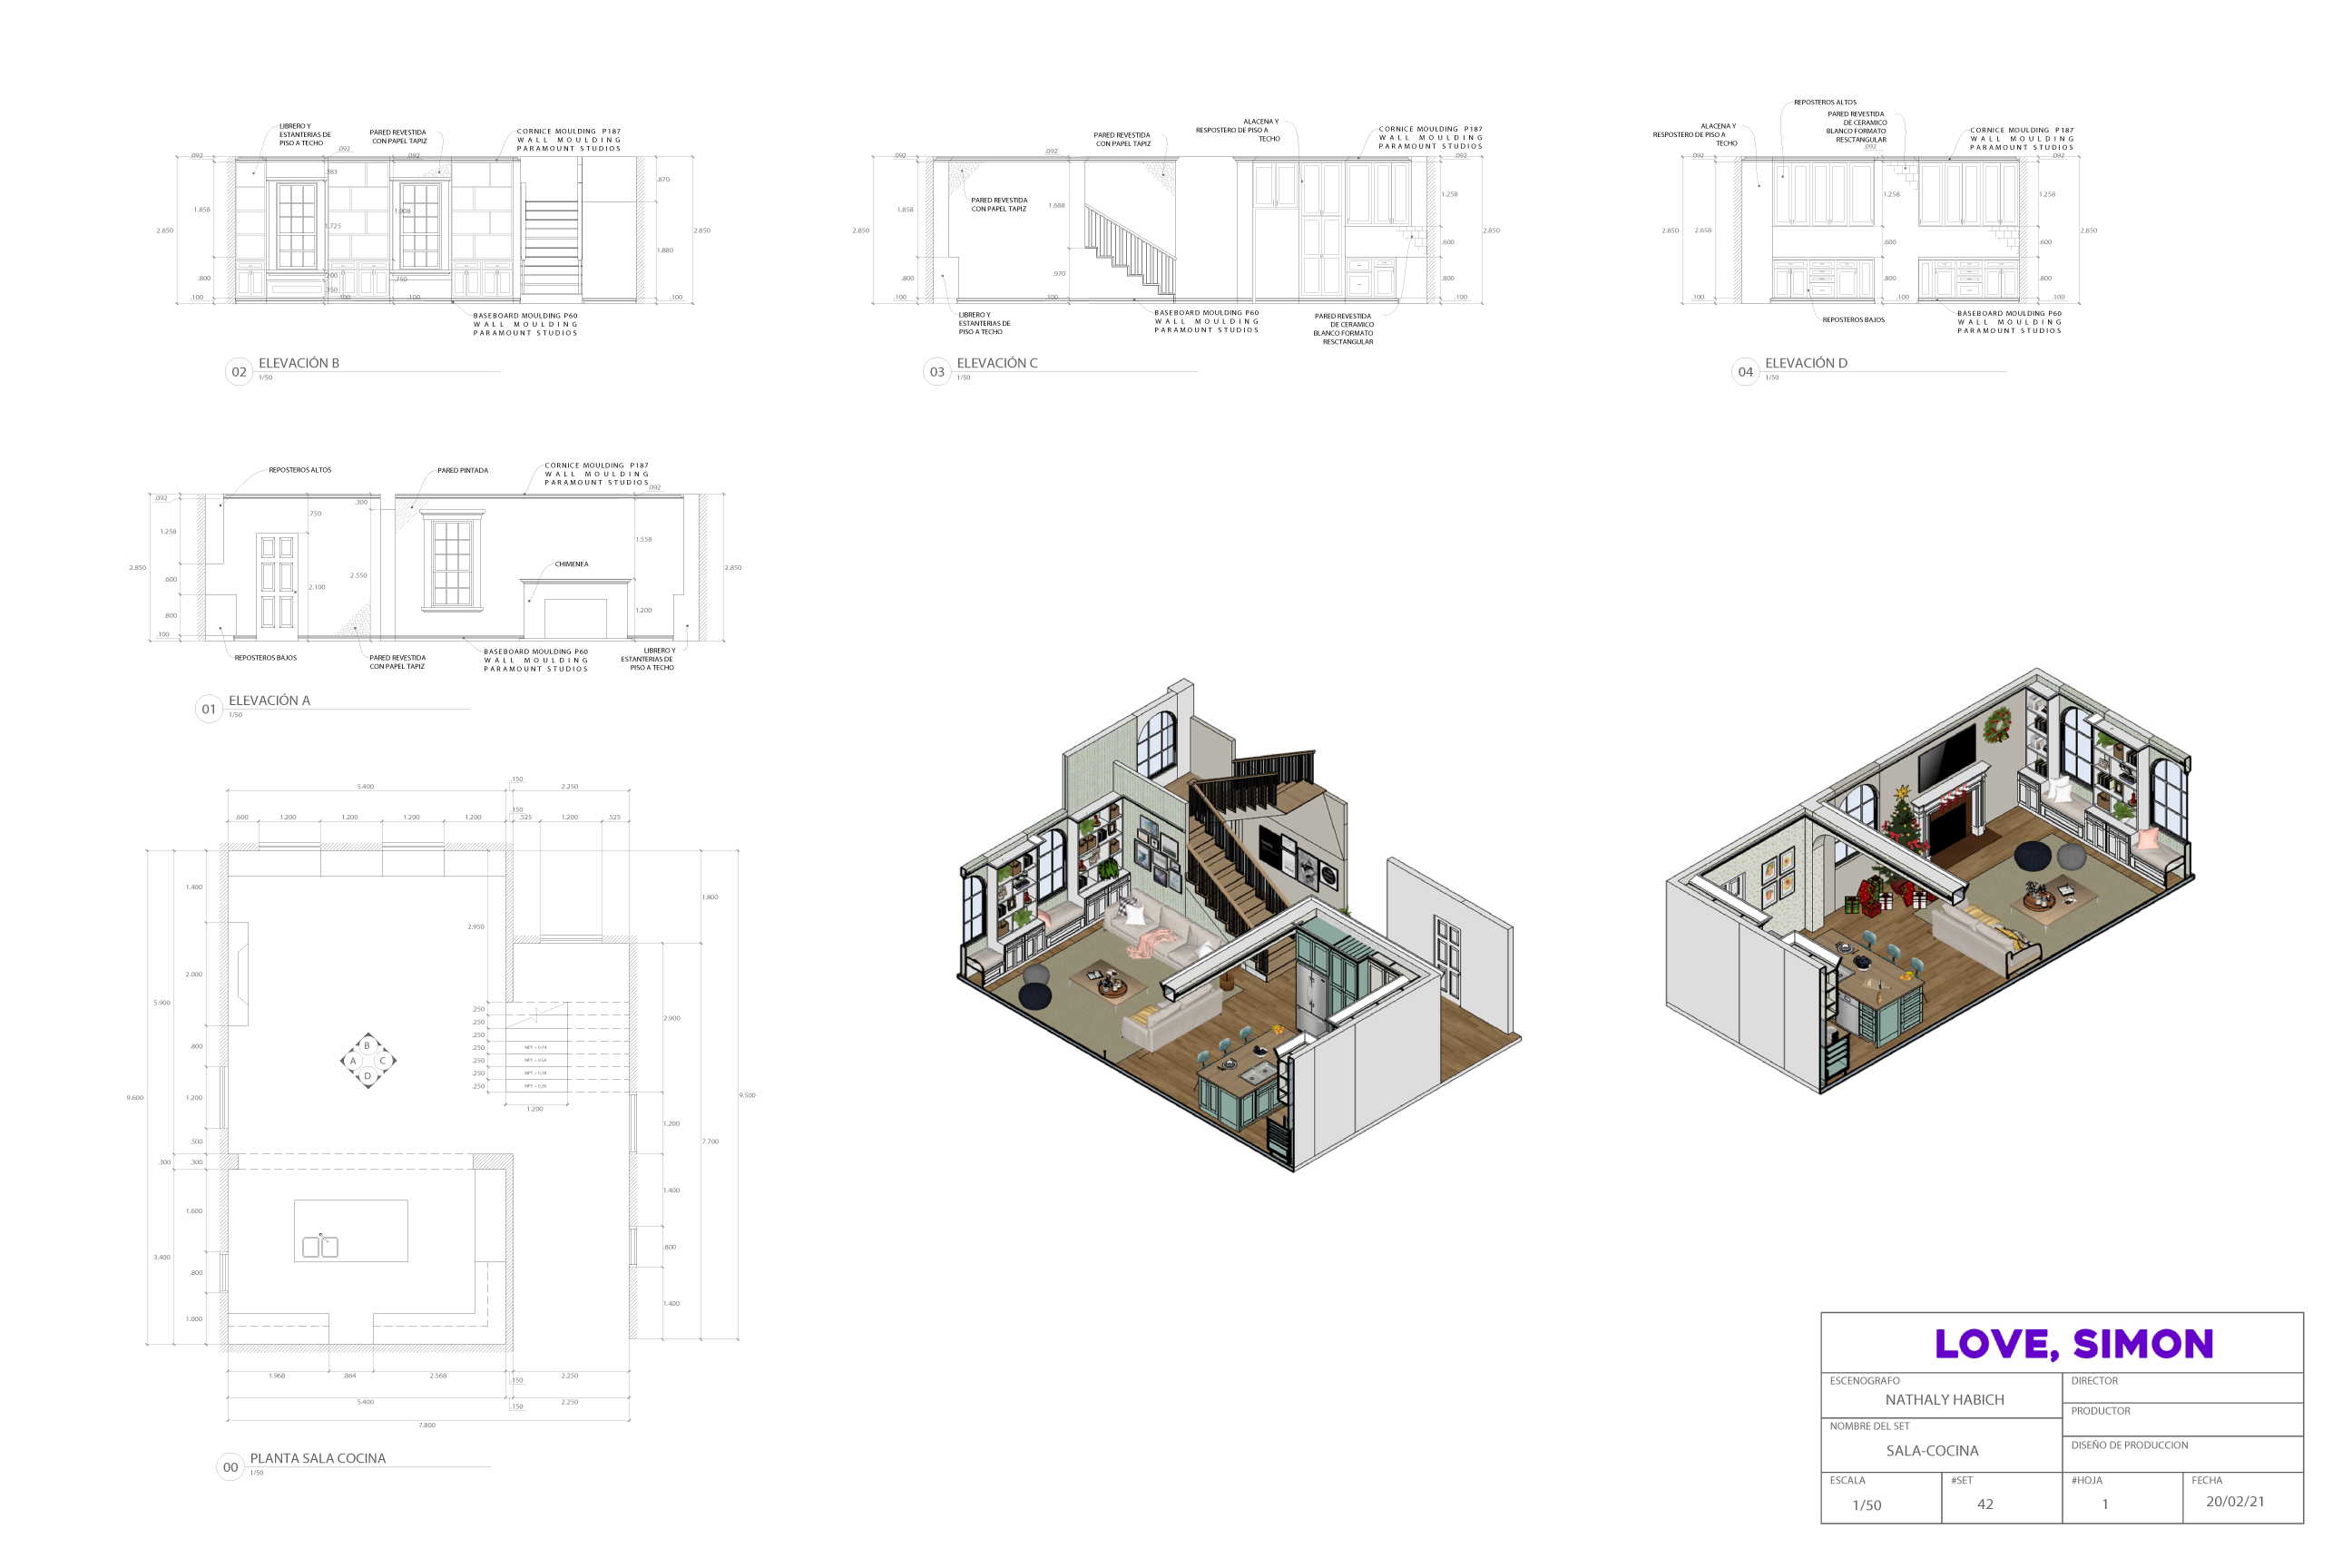 LIBRERO Y
ESTANTERIAS DE
PISO A TECHO
PARED REVESTIDA
CON PAPEL TAPIZ
CORNICE MOULDING P187
WALL MOULDING
PARAMOUNT STUDIOS
.092
.092
.092
.383
.870
1.858
1.908
1.725
2.850
2.850
1.880
.800
.200
.750
.350
.100
.100
.100
.100
BASEBOARD MOULDING P60
WALL MOULDING
PARAMOUNT STUDIOS
02
ELEVACIÓN B
1/50
ALACENA Y
RESPOSTERO DE PISO A
TECHO
PARED REVESTIDA
CON PAPEL TAPIZ
CORNICE MOULDING P187
WALL MOULDING
PARAMOUNT STUDIOS
.092
.092
.092
PARED REVESTIDA
CON PAPEL TAPIZ
1.258
1.858
1.688
2.850
2.850
.600
.970
.800
.800
.100
.100
.100
LIBRERO Y
ESTANTERIAS DE
PISO A TECHO
BASEBOARD MOULDING P60
WALL MOULDING
PARAMOUNT STUDIOS
PARED REVESTIDA
DE CERAMICO
BLANCO FORMATO
RESCTANGULAR
03
ELEVACIÓN C
1/50
REPOSTEROS ALTOS
PARED REVESTIDA
DE CERAMICO
BLANCO FORMATO
RESCTANGULAR
ALACENA Y
RESPOSTERO DE PISO A
TECHO
CORNICE MOULDING P187
WALL MOULDING
PARAMOUNT STUDIOS
.092
.092
.092
1.258
1.258
2.850
2.658
2.850
.600
.600
.800
.800
.100
.100
.100
REPOSTEROS BAJOS
BASEBOARD MOULDING P60
WALL MOULDING
PARAMOUNT STUDIOS
04
ELEVACIÓN D
1/50
REPOSTEROS ALTOS
PARED PINTADA
CORNICE MOULDING P187
WALL MOULDING
PARAMOUNT STUDIOS
.092
.092
.300
.750
1.258
1.558
CHIMENEA
2.850
2.850
.600
2.550
2.100
1.200
.800
.100
REPOSTEROS BAJOS
PARED REVESTIDA
CON PAPEL TAPIZ
BASEBOARD MOULDING P60
WALL MOULDING
PARAMOUNT STUDIOS
LIBRERO Y
ESTANTERIAS DE
PISO A TECHO
01
ELEVACIÓN A
1/50
5.400
.150
2.250
.600
1.200
1.200
1.200
1.200
.150
.525
1.200
.525
1.400
1.800
2.950
2.000
5.900
.250
.250
.250
.250
.250
.250
.250
2.900
.800
B
A
C
D
9.600
9.500
1.200
1.200
1.200
.500
7.700
.300
.300
1.400
1.600
3.400
.800
.800
1.400
1.000
1.968
.864
2.568
.150
2.250
5.400
.150
2.250
7.800
00
PLANTA SALA COCINA
1/50
LOVE, SIMON
ESCENOGRAFO
NATHALY HABICH
DIRECTOR
PRODUCTOR
NOMBRE DEL SET
SALA-COCINA
DISEÑO DE PRODUCCION
ESCALA
1/50
#SET
42
#HOJA
1
FECHA
20/02/21